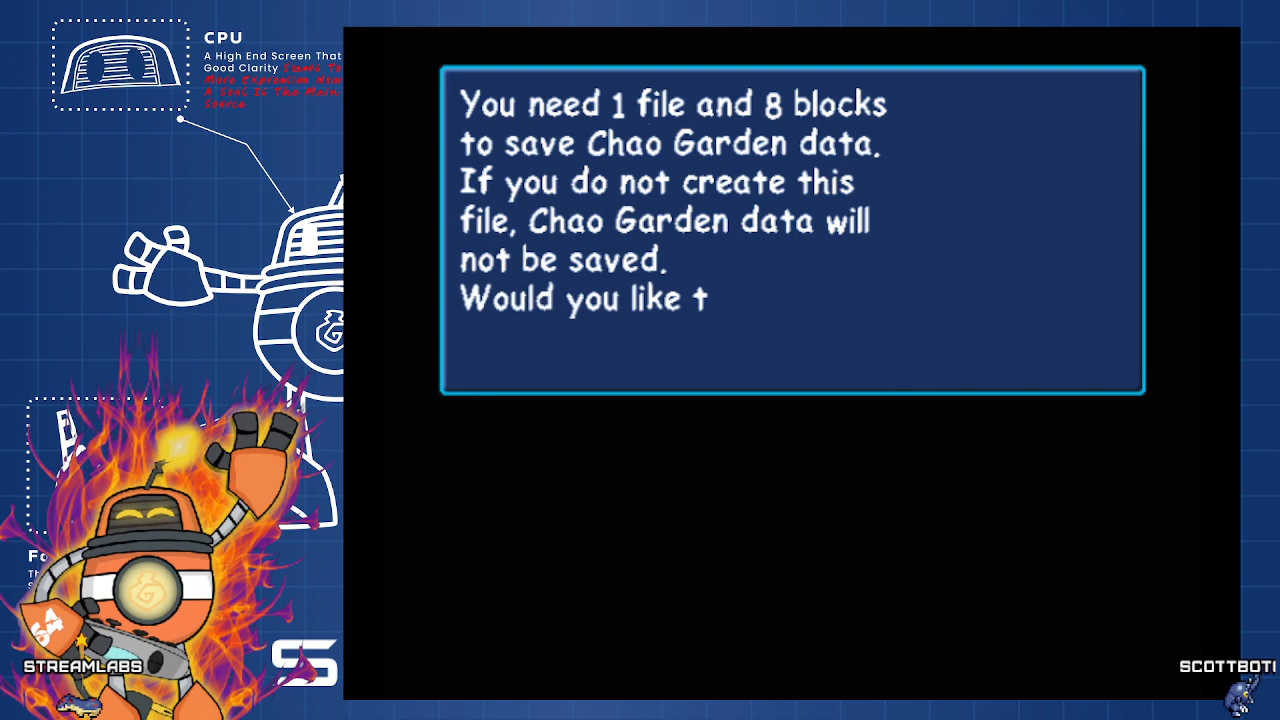 CPU
A High End Screen That
Good Clarity
You need 1 file and 8 blocks
to save Chao Garden data.
If you do not create this
file, Chao Garden data will
not be saved.
Would you like t
64
STREAMLABS
S
SCOTTBOTI